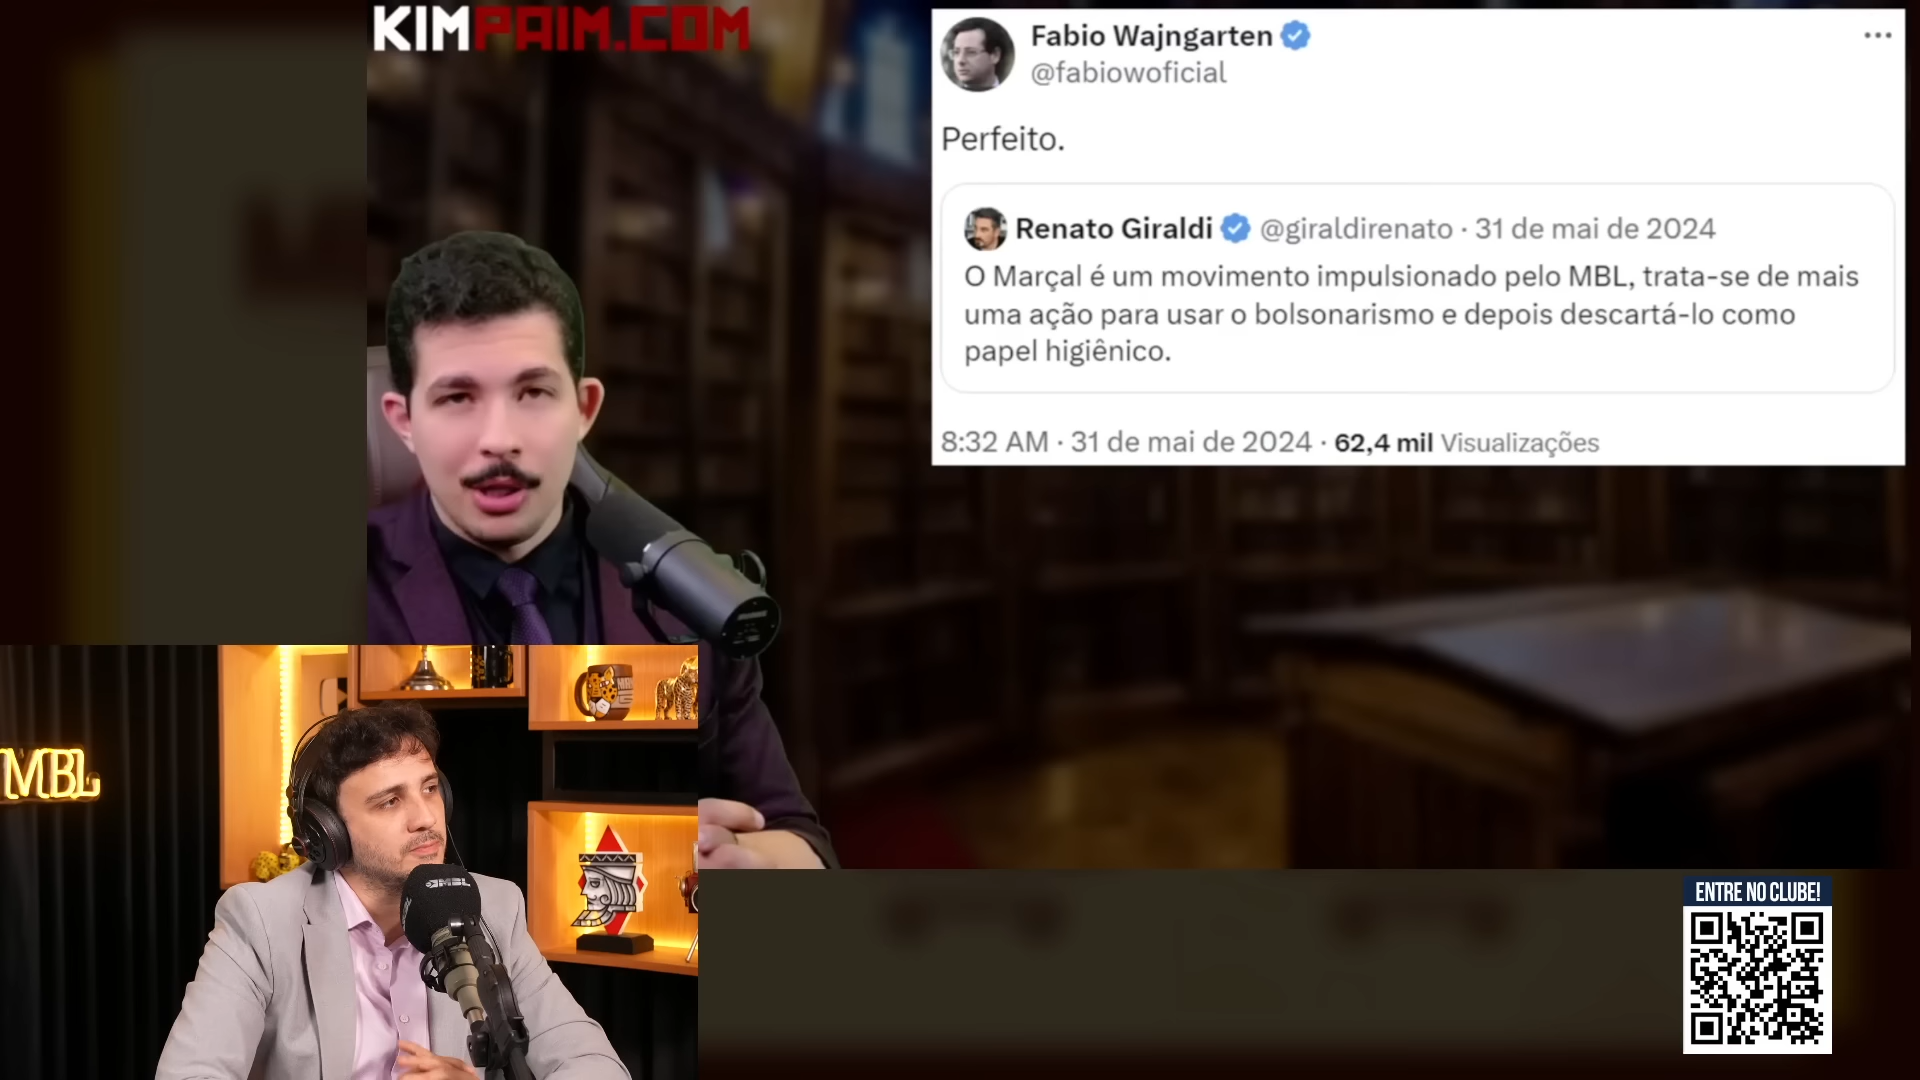 KIMPAIM.COM
Fabio Wajngarten
@fabiowoficial
Perfeito.
Renato Giraldi @giraldirenato · 31 de mai de 2024
O Marçal é um movimento impulsionado pelo MBL, trata-se de mais
uma ação para usar o bolsonarismo e depois descartá-lo como
papel higiênico.
8:32 AM · 31 de mai de 2024 · 62,4 mil Visualizações
MBL
MBL
ENTRE NO CLUBE!